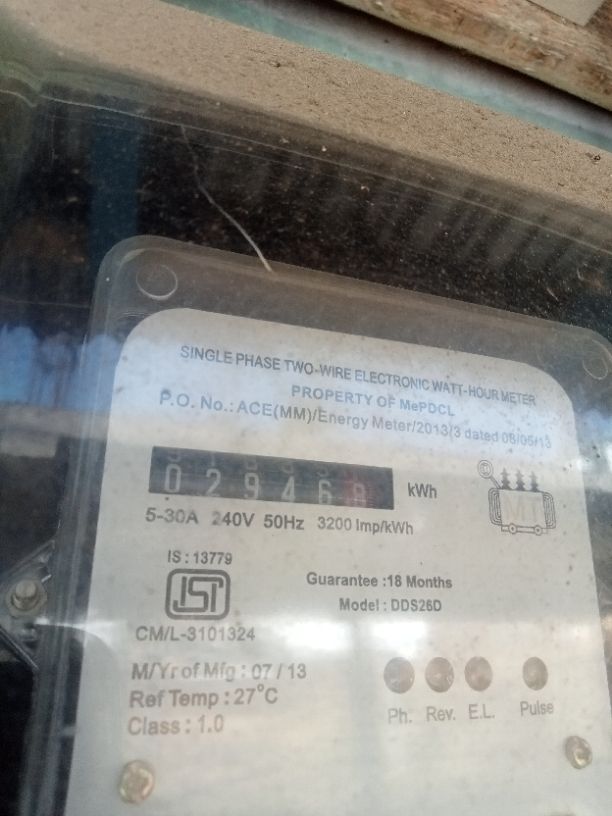 SINGLE PHASE TWO-WIRE ELECTRONIC WATT-HOUR METER
PROPERTY OF MePDCL
P.O. No.: ACE(MM)/Energy Meter/2013/3 dated 08/05/13
0 2 9 4 6 8 kWh
5-30A 240V 50Hz 3200 Imp/kWh
MT
IS : 13779
ISI
CM/L-3101324
Guarantee :18 Months
Model : DDS26D
M/Yr of Mfg : 07 / 13
Ref Temp : 27°C
Class : 1.0
Ph. Rev. E.L. Pulse